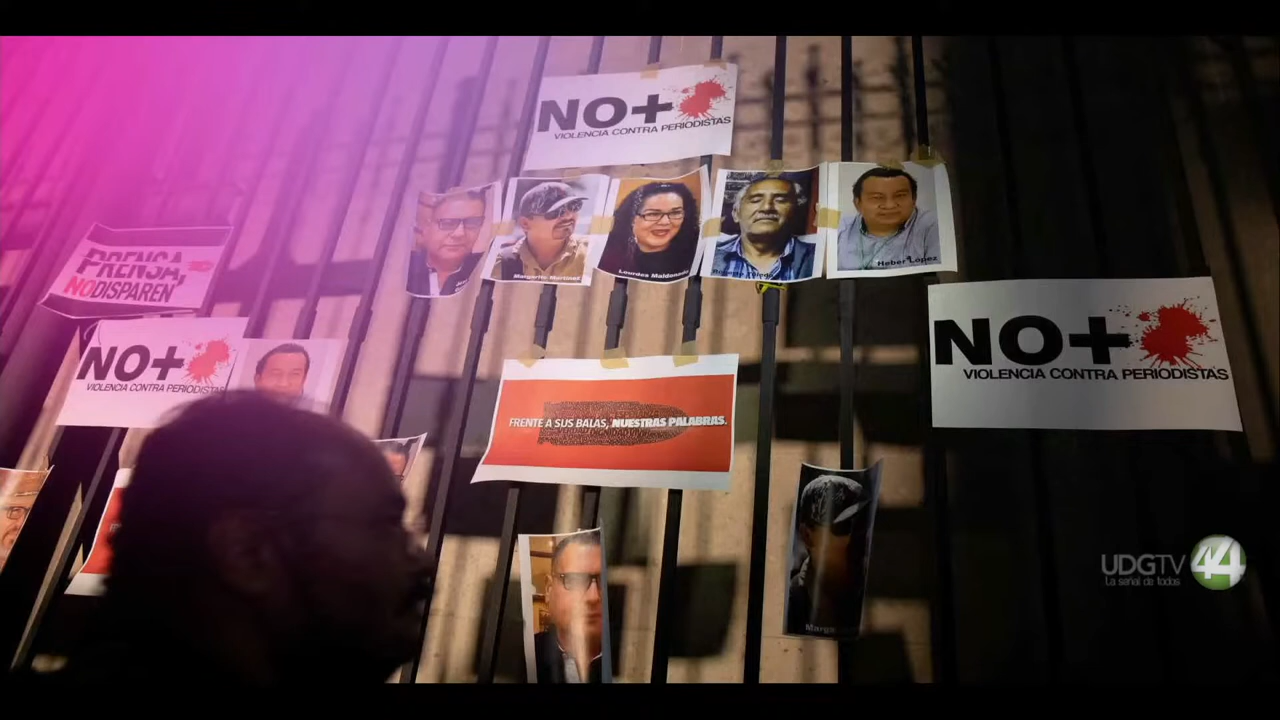 NO+
VIOLENCIA CONTRA PERIODISTAS
Margarito Martínez
Lourdes Maldonado
Heber López
PRENSA,
NO DISPAREN
NO+
VIOLENCIA CONTRA PERIODISTAS
NO+
VIOLENCIA CONTRA PERIODISTAS
FRENTE A SUS BALAS, NUESTRAS PALABRAS.
UDGTV 44
La señal de todos